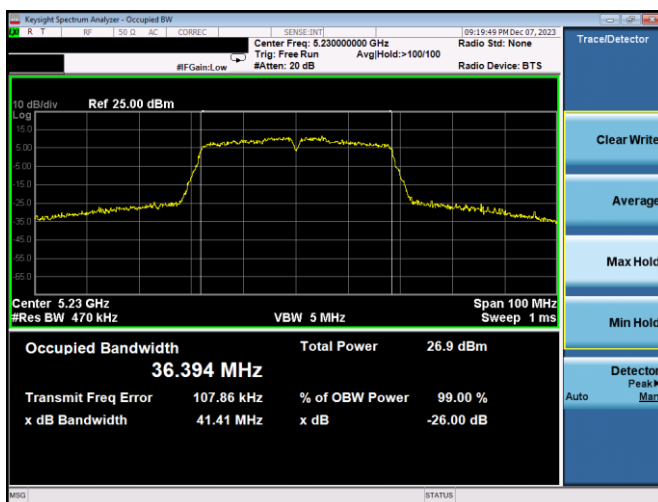 Keysight Spectrum Analyzer - Occupied BW
R T RF 50 Ω AC CORREC SENSE:INT 09:19:49 PM Dec 07, 2023
Center Freq: 5.230000000 GHz Radio Std: None
Trig: Free Run Avg|Hold:>100/100
#IFGain:Low #Atten: 20 dB Radio Device: BTS
10 dB/div Ref 25.00 dBm
Log
15.0
5.00
-5.00
-15.0
-25.0
-35.0
-45.0
-55.0
-65.0
Center 5.23 GHz Span 100 MHz
#Res BW 470 kHz VBW 5 MHz Sweep 1 ms
Occupied Bandwidth Total Power 26.9 dBm
36.394 MHz
Transmit Freq Error 107.86 kHz % of OBW Power 99.00 %
x dB Bandwidth 41.41 MHz x dB -26.00 dB
MSG STATUS
Trace/Detector
Clear Write
Average
Max Hold
Min Hold
Detector
Peak
Auto Man